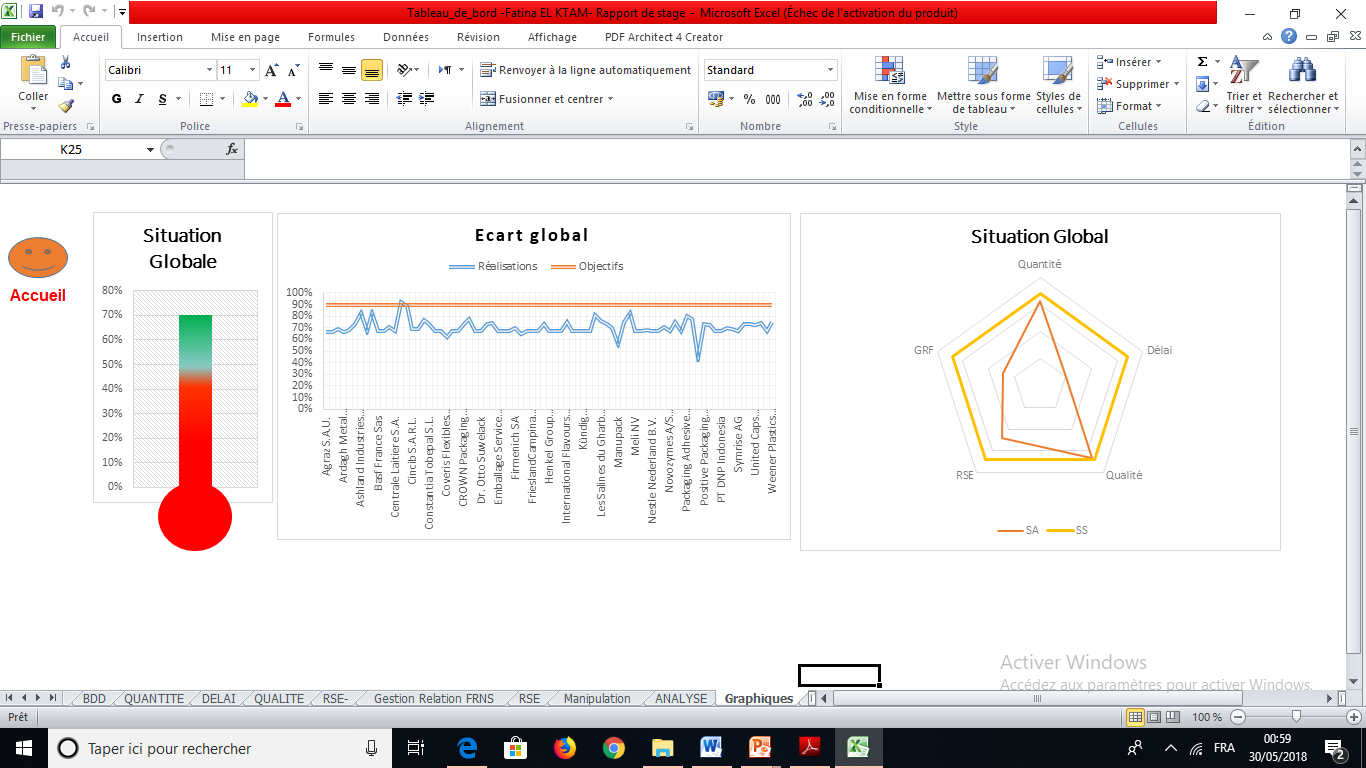 Tableau_de_bord -Fatina EL KTAM- Rapport de stage - Microsoft Excel (Échec de l'activation du produit)
Fichier Accueil Insertion Mise en page Formules Données Révision Affichage PDF Architect 4 Creator
Coller
Presse-papiers
Calibri 11
G I S
Police
Renvoyer à la ligne automatiquement
Fusionner et centrer
Alignement
Standard
% 000
Nombre
Mise en forme conditionnelle
Mettre sous forme de tableau
Styles de cellules
Style
Insérer
Supprimer
Format
Cellules
Trier et filtrer
Rechercher et sélectionner
Édition
K25
fx
Accueil
Situation
Globale
80%
70%
60%
50%
40%
30%
20%
10%
0%
Ecart global
Réalisations Objectifs
100%
90%
80%
70%
60%
50%
40%
30%
20%
10%
0%
Agraz S.A.U.
Ardagh Metal...
Ashland Industries...
Basf France Sas
Centrale Laitiere S.A.
Cinclb S.A.R.L.
Constantia Tobepal S.L.
Coveris Flexibles...
CROWN Packaging...
Dr. Otto Suwelack
Emballage Service...
Firmenich SA
FrieslandCampina...
Henkel Group...
International Flavours...
Kündig...
Les Salines du Gharb...
Manupack
Meli NV
Nestle Nederland B.V.
Novozymes A/S...
Packaging Adhesive...
Positive Packaging...
PT DNP Indonesia
Symrise AG
United Caps...
Weener Plastics...
Situation Global
Quantité
Délai
Qualité
RSE
GRF
SA SS
Activer Windows
Accédez aux paramètres pour activer Windows.
BDD QUANTITE DELAI QUALITE RSE- Gestion Relation FRNS RSE Manipulation ANALYSE Graphiques
Prêt
100 %
Taper ici pour rechercher
FRA
00:59
30/05/2018
2